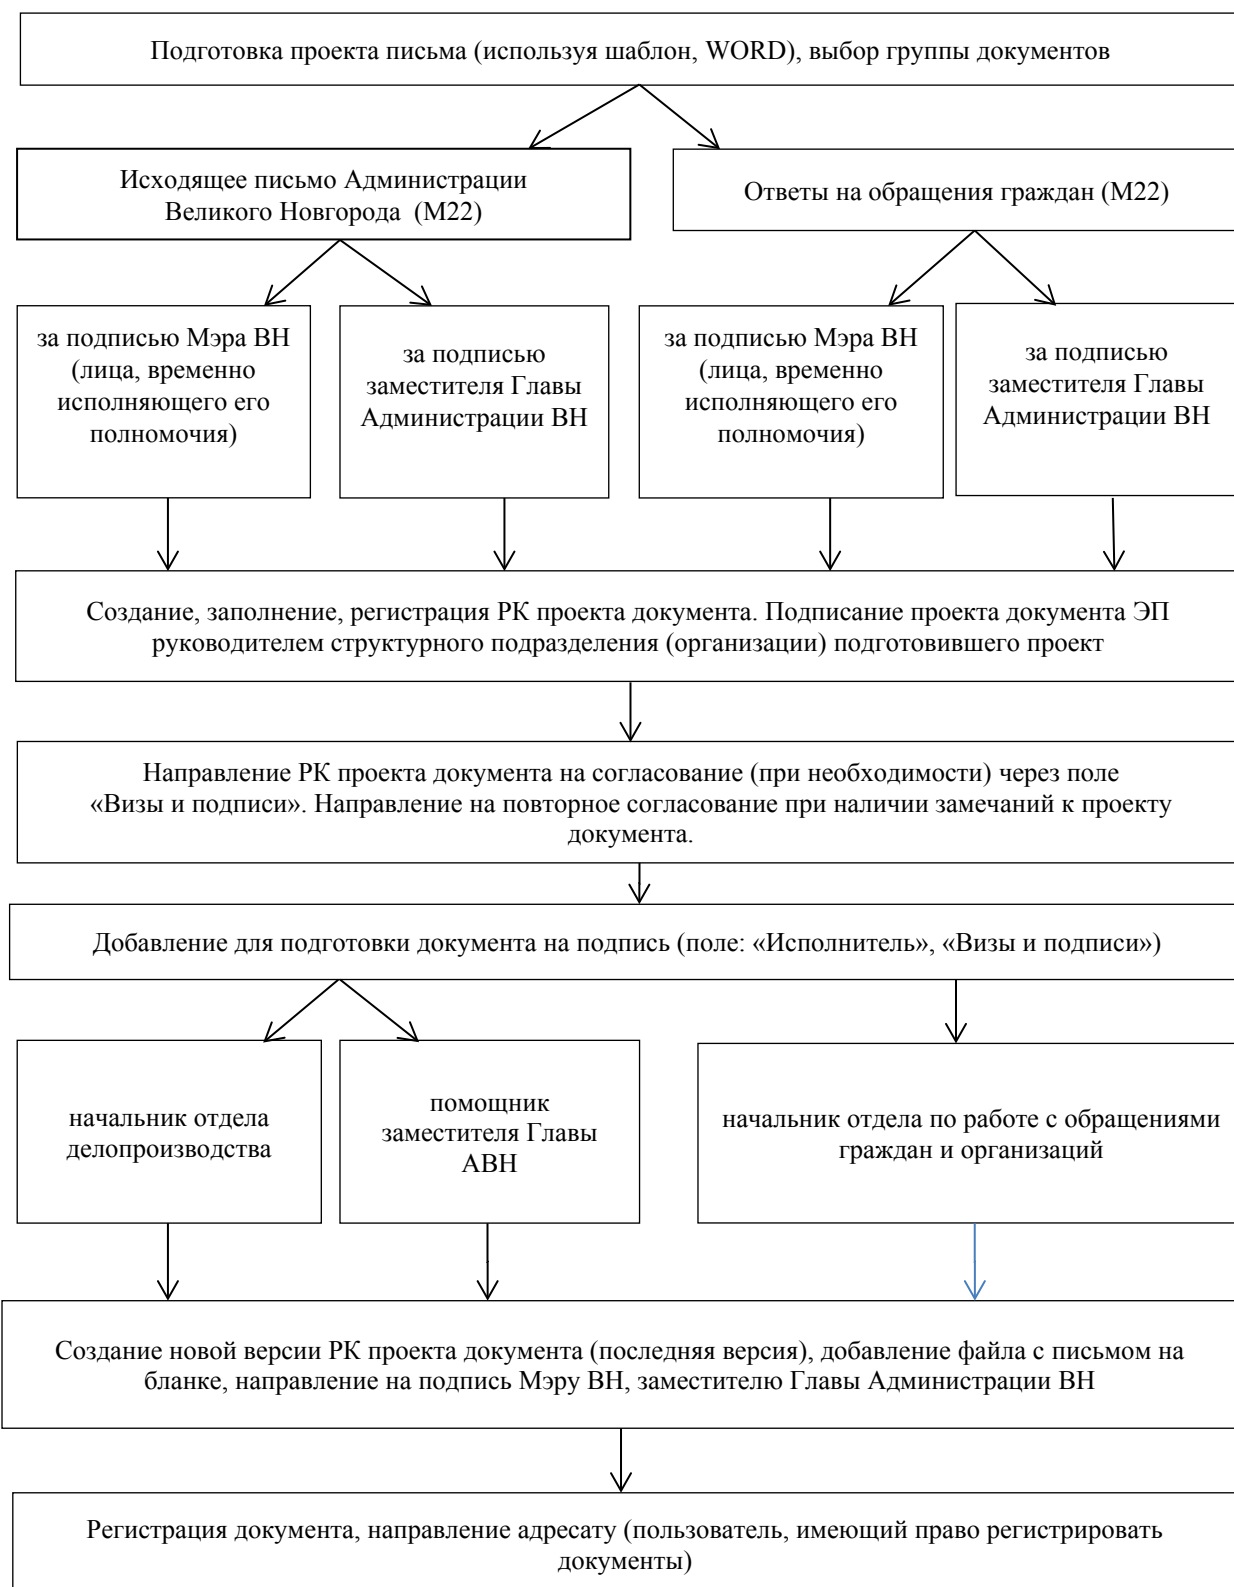 Подготовка проекта письма (используя шаблон, WORD), выбор группы документов
Исходящее письмо Администрации
Великого Новгорода (М22)
Ответы на обращения граждан (М22)
за подписью Мэра ВН
(лица, временно
исполняющего его
полномочия)
за подписью
заместителя Главы
Администрации ВН
за подписью Мэра ВН
(лица, временно
исполняющего его
полномочия)
за подписью
заместителя Главы
Администрации ВН
Создание, заполнение, регистрация РК проекта документа. Подписание проекта документа ЭП
руководителем структурного подразделения (организации) подготовившего проект
Направление РК проекта документа на согласование (при необходимости) через поле
«Визы и подписи». Направление на повторное согласование при наличии замечаний к проекту
документа.
Добавление для подготовки документа на подпись (поле: «Исполнитель», «Визы и подписи»)
начальник отдела
делопроизводства
помощник
заместителя Главы
АВН
начальник отдела по работе с обращениями
граждан и организаций
Создание новой версии РК проекта документа (последняя версия), добавление файла с письмом на
бланке, направление на подпись Мэру ВН, заместителю Главы Администрации ВН
Регистрация документа, направление адресату (пользователь, имеющий право регистрировать
документы)